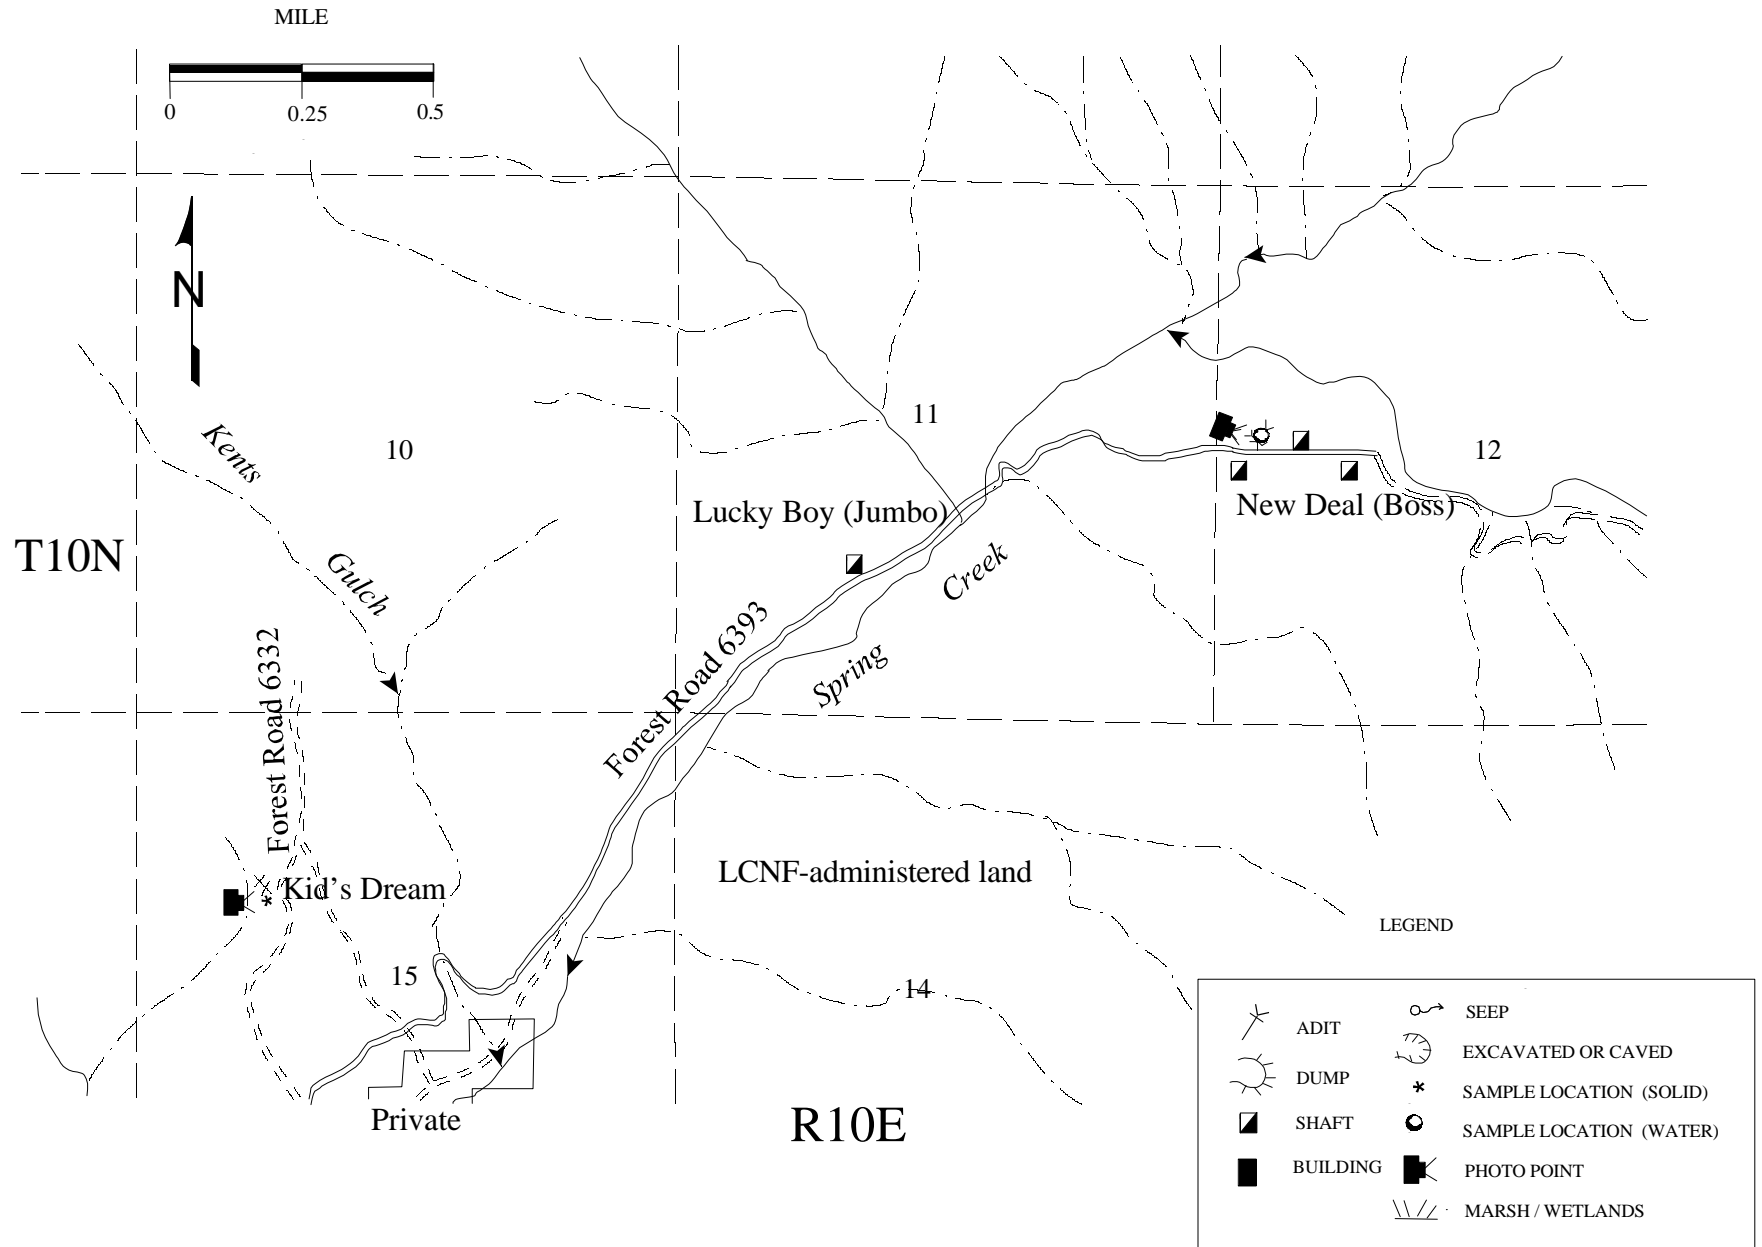 MILE
0 0.25 0.5
N
Kents
Gulch
10
11
12
Lucky Boy (Jumbo)
New Deal (Boss)
T10N
Creek
Spring
Forest Road 6393
Forest Road 6332
Kid's Dream
LCNF-administered land
15
14
Private
R10E
LEGEND
ADIT
DUMP
SHAFT
BUILDING
SEEP
EXCAVATED OR CAVED
SAMPLE LOCATION (SOLID)
SAMPLE LOCATION (WATER)
PHOTO POINT
MARSH / WETLANDS